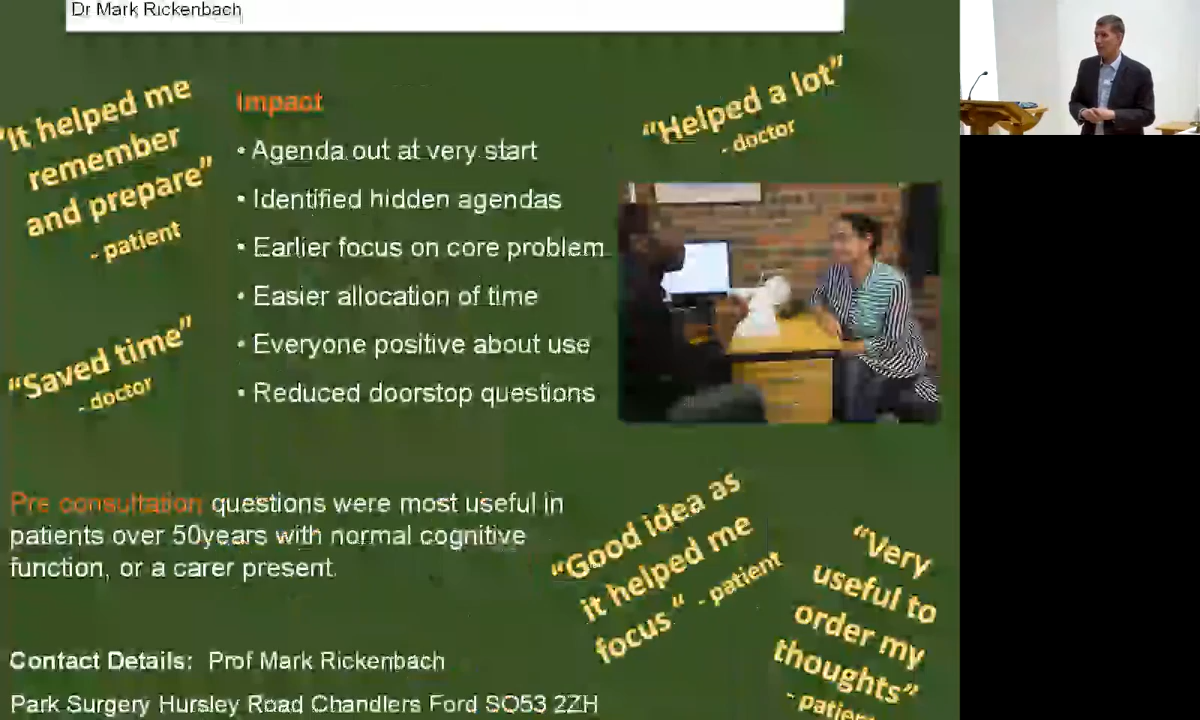 Dr Mark Rickenbach
"It helped me
remember
and prepare"
- patient
Impact
• Agenda out at very start
• Identified hidden agendas
• Earlier focus on core problem
• Easier allocation of time
• Everyone positive about use
• Reduced doorstop questions
"Helped a lot"
- doctor
"Saved time"
- doctor
Pre consultation questions were most useful in
patients over 50years with normal cognitive
function, or a carer present.
"Good idea as
it helped me
focus" - patient
"Very
useful to
order my
thoughts"
- patient
Contact Details: Prof Mark Rickenbach
Park Surgery Hursley Road Chandlers Ford SO53 2ZH